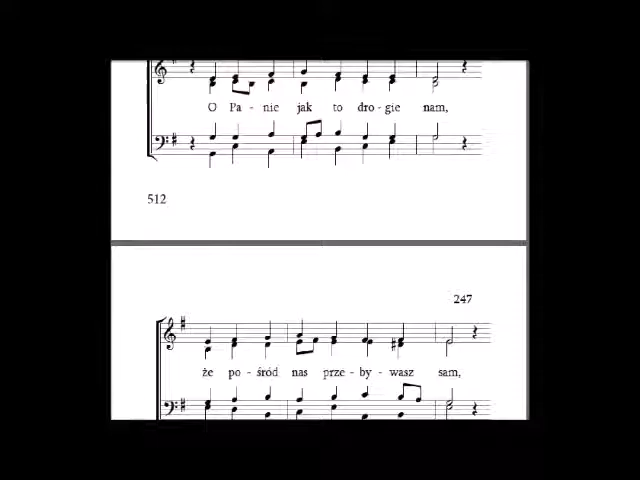 O Pa - nie jak to dro - gie nam,
512
247
że po - śród nas prze - by - wasz sam,